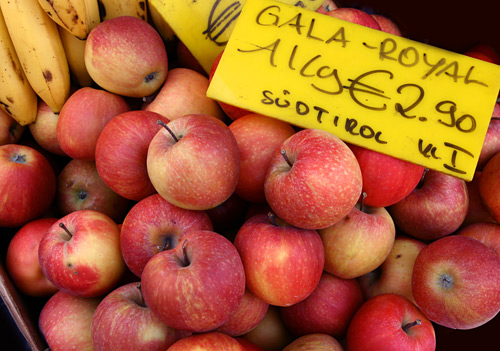 GALA-ROYAL
1Kg € 2.90
SÜDTIROL KL I